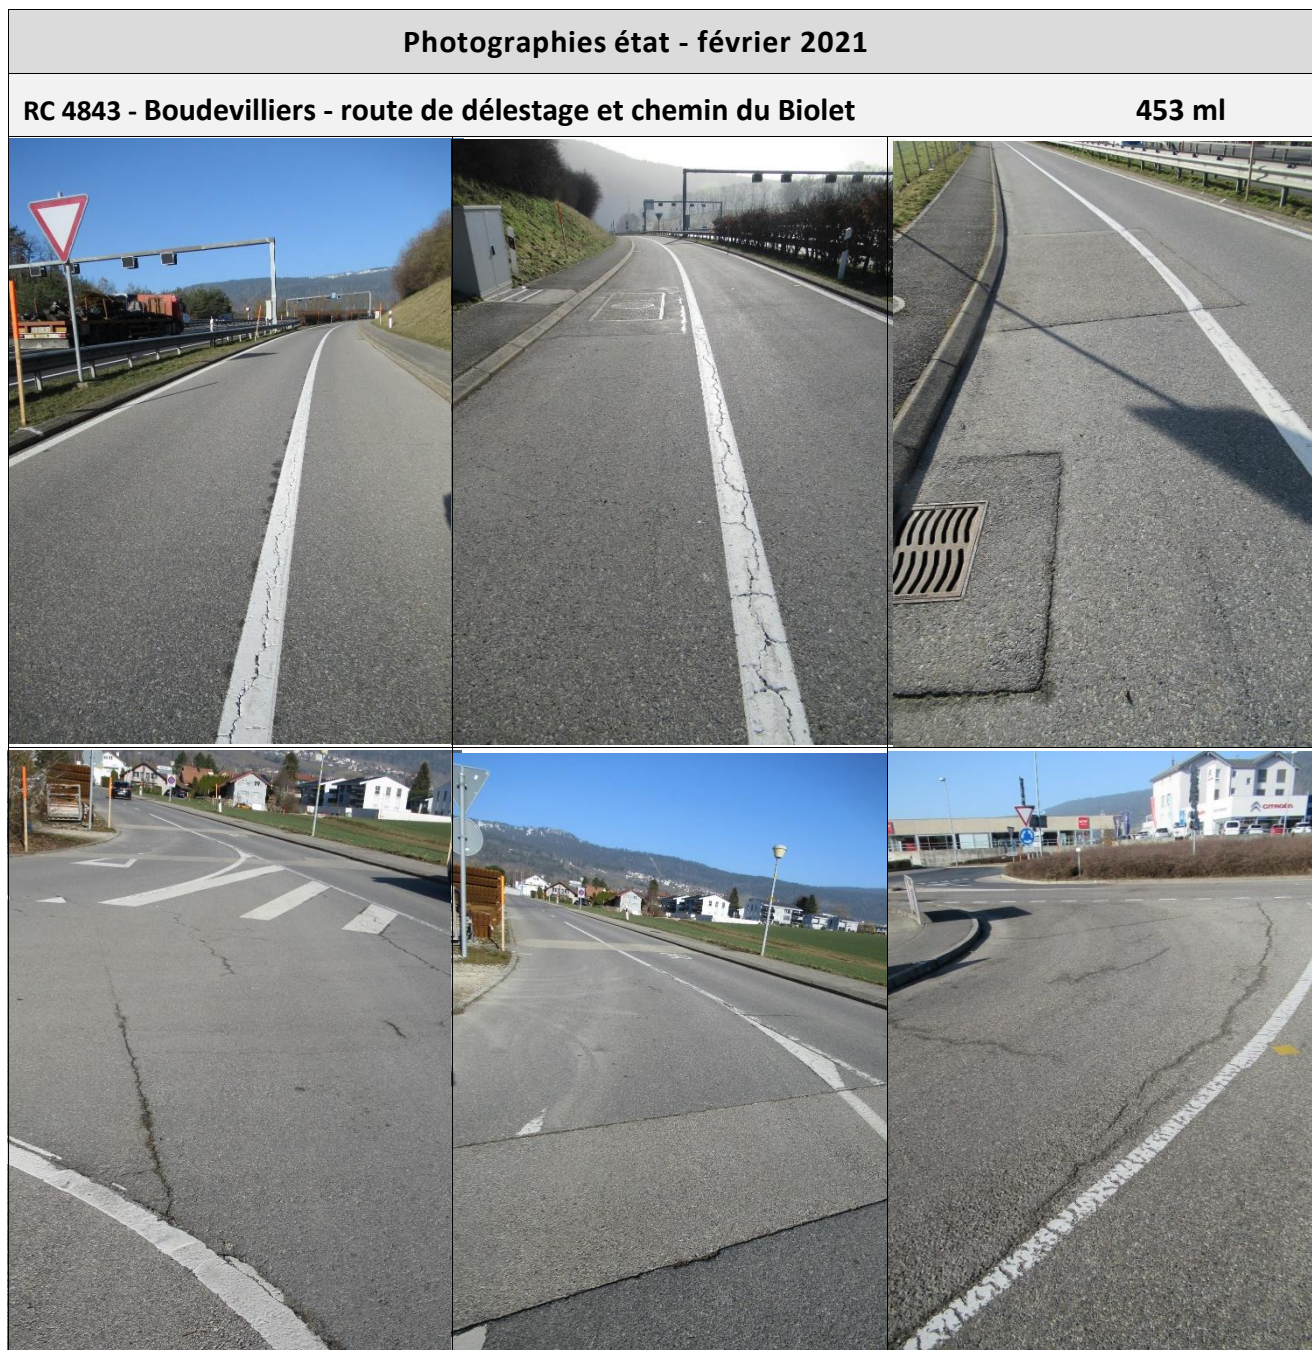 Photographies état - février 2021
RC 4843 - Boudevilliers - route de délestage et chemin du Biolet 453 ml
CITROËN